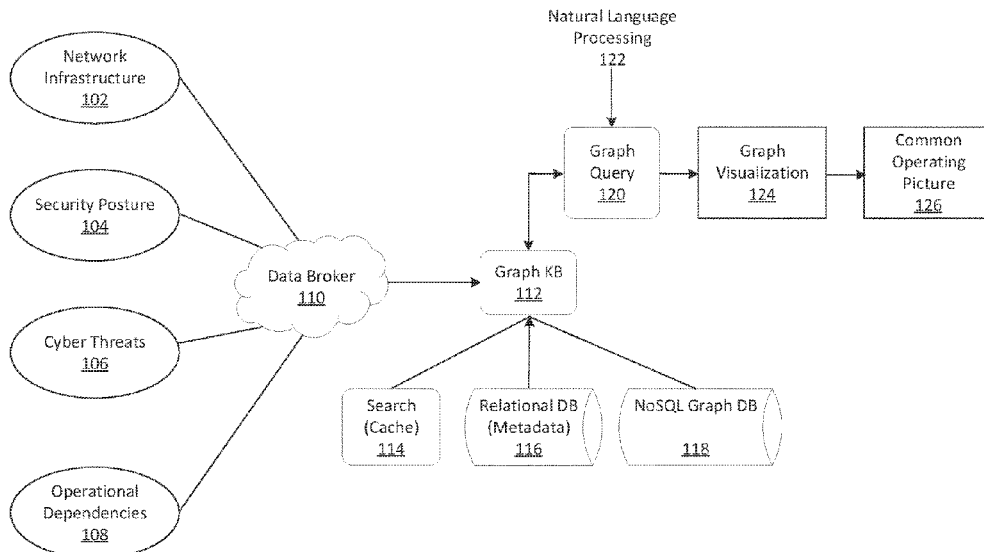 Natural Language
Processing
122
Network
Infrastructure
102
Graph
Query
120
Graph
Visualization
124
Common
Operating
Picture
126
Security Posture
104
Data Broker
110
Graph KB
112
Cyber Threats
106
Search
(Cache)
114
Relational DB
(Metadata)
116
NoSQL Graph DB
118
Operational
Dependencies
108